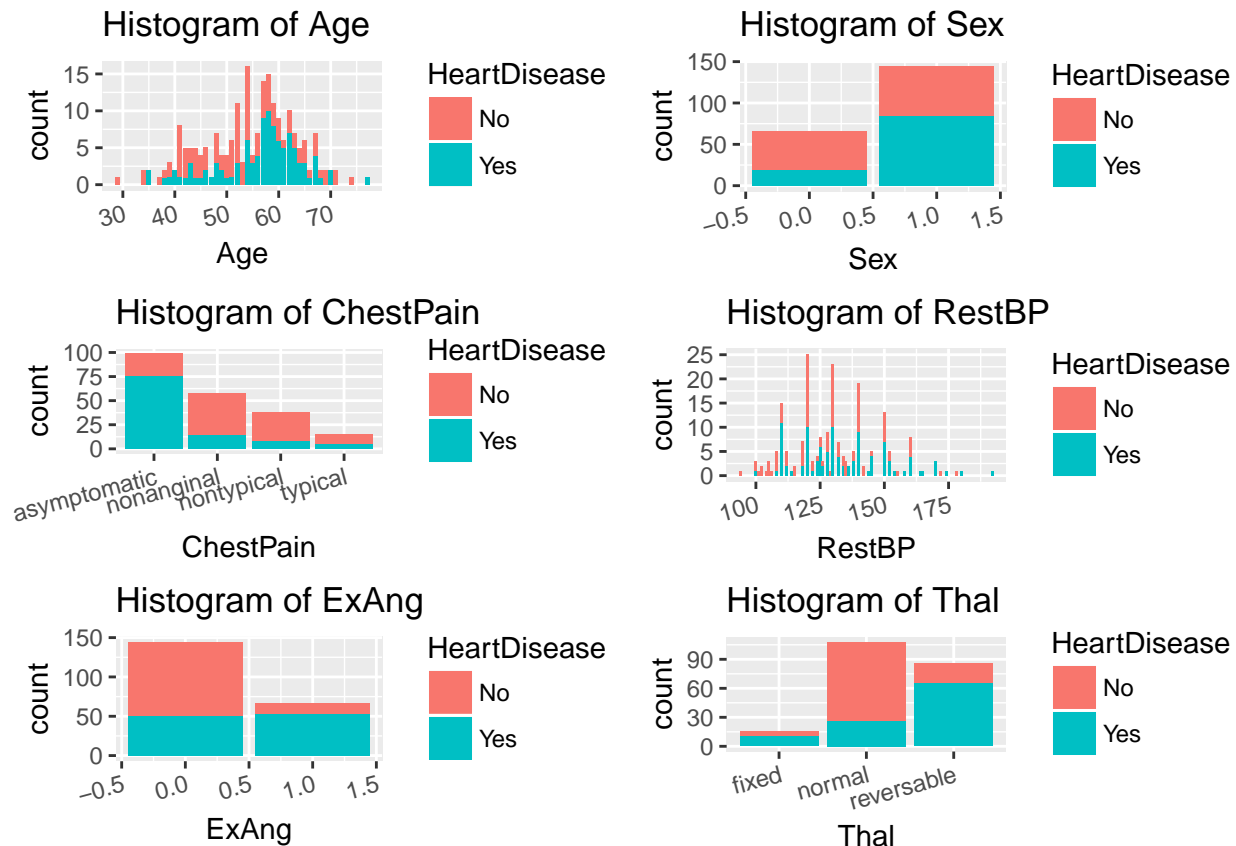 Histogram of Age
15
10
5
0
count
30 40 50 60 70
Age
HeartDisease
No
Yes
Histogram of Sex
150
100
50
0
count
−0.5 0.0 0.5 1.0 1.5
Sex
HeartDisease
No
Yes
Histogram of ChestPain
100
75
50
25
0
count
asymptomatic nonanginal nontypical typical
ChestPain
HeartDisease
No
Yes
Histogram of RestBP
25
20
15
10
5
0
count
100 125 150 175
RestBP
HeartDisease
No
Yes
Histogram of ExAng
150
100
50
0
count
−0.5 0.0 0.5 1.0 1.5
ExAng
HeartDisease
No
Yes
Histogram of Thal
90
60
30
0
count
fixed normal reversable
Thal
HeartDisease
No
Yes